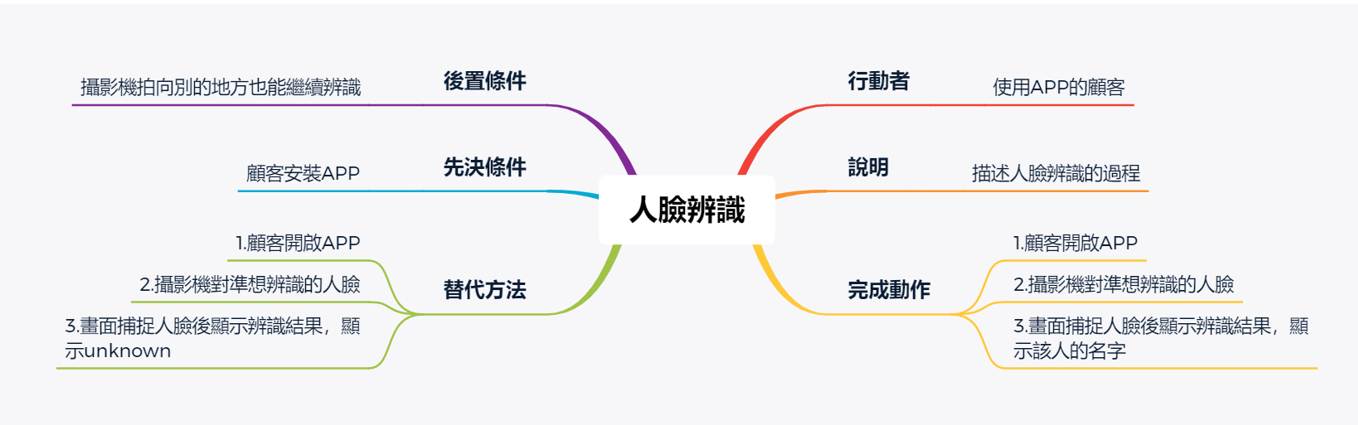 人臉辨識
行動者
使用APP的顧客
說明
描述人臉辨識的過程
完成動作
1.顧客開啟APP
2.攝影機對準想辨識的人臉
3.畫面捕捉人臉後顯示辨識結果，顯
示該人的名字
後置條件
攝影機拍向別的地方也能繼續辨識
先決條件
顧客安裝APP
替代方法
1.顧客開啟APP
2.攝影機對準想辨識的人臉
3.畫面捕捉人臉後顯示辨識結果，顯
示unknown